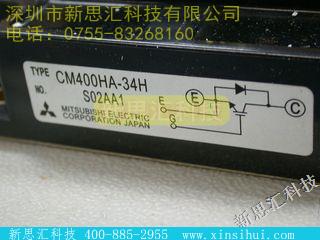 深圳市新思汇科技有限公司
电话：0755-83268160
TYPE CM400HA-34H
NO. S02AA1
MITSUBISHI ELECTRIC
CORPORATION JAPAN
E
E
G
C
新思汇科技
新思汇科技 400-885-2955 www.xinsihui.com